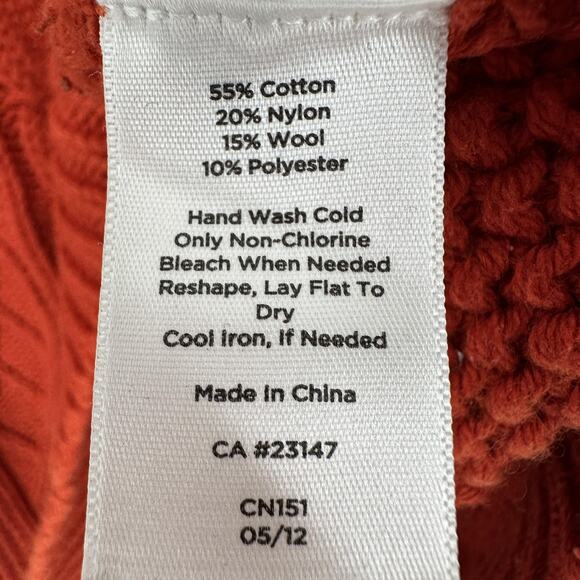 55% Cotton
20% Nylon
15% Wool
10% Polyester
Hand Wash Cold
Only Non-Chlorine
Bleach When Needed
Reshape, Lay Flat To
Dry
Cool Iron, If Needed
Made In China
CA #23147
CN151
05/12